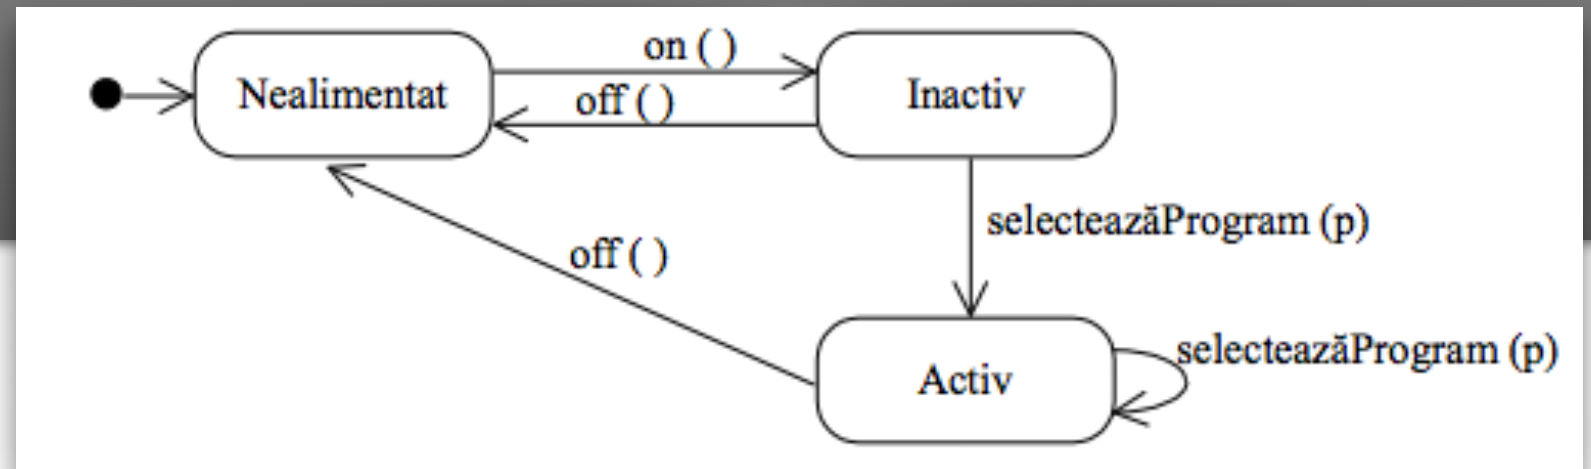 on ( )
Nealimentat
off ( )
Inactiv
selecteazăProgram (p)
off ( )
selecteazăProgram (p)
Activ